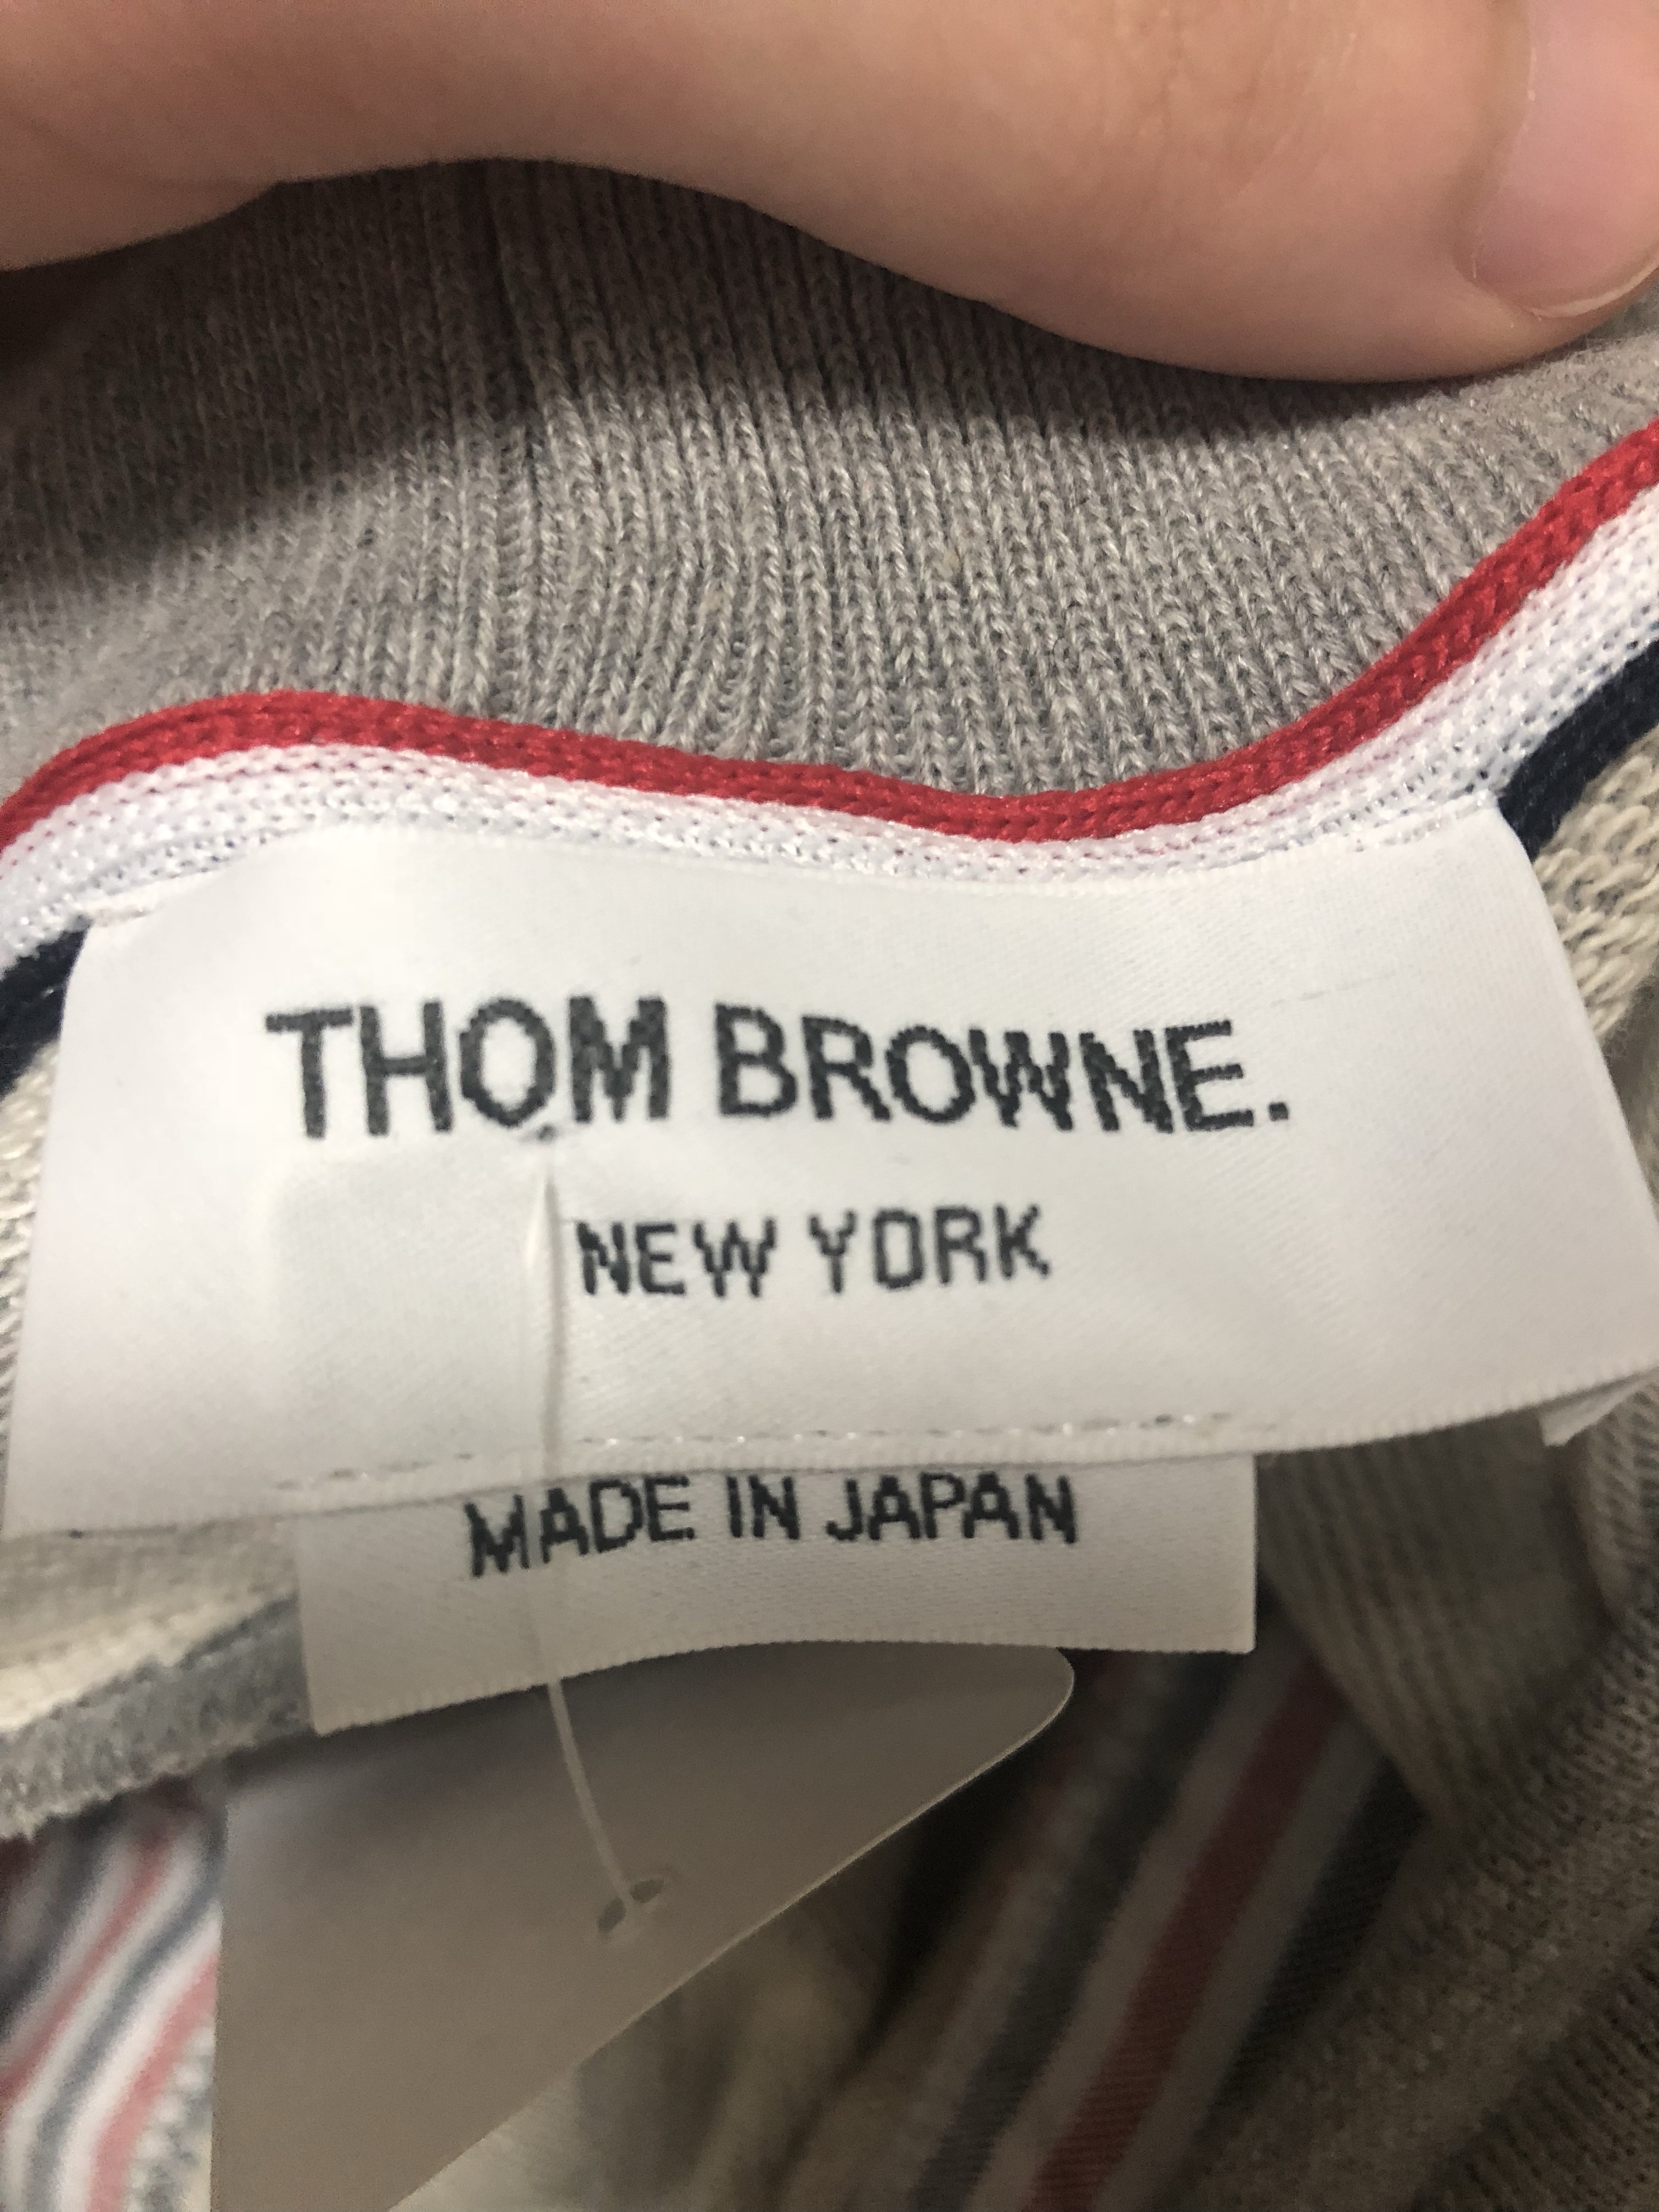 THOM BROWNE.
NEW YORK
MADE IN JAPAN